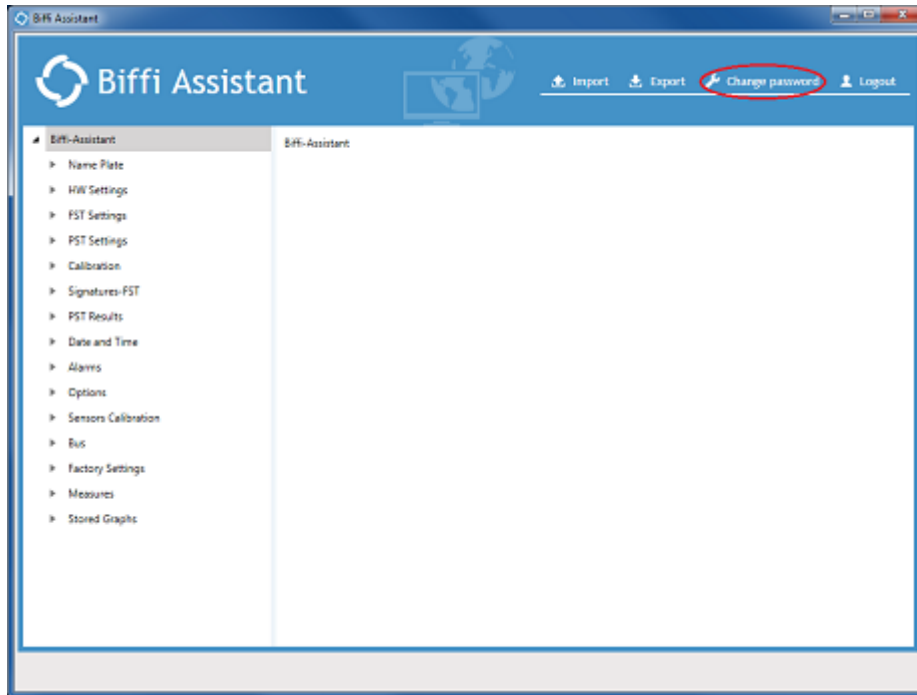 Biffi Assistant
Biffi Assistant
Import Export Change password Logout
Biffi-Assistant
Biffi-Assistant
Name Plate
HW Settings
FST Settings
PST Settings
Calibration
Signatures-FST
PST Results
Date and Time
Alarms
Options
Sensors Calibration
Bus
Factory Settings
Measures
Stored Graphs